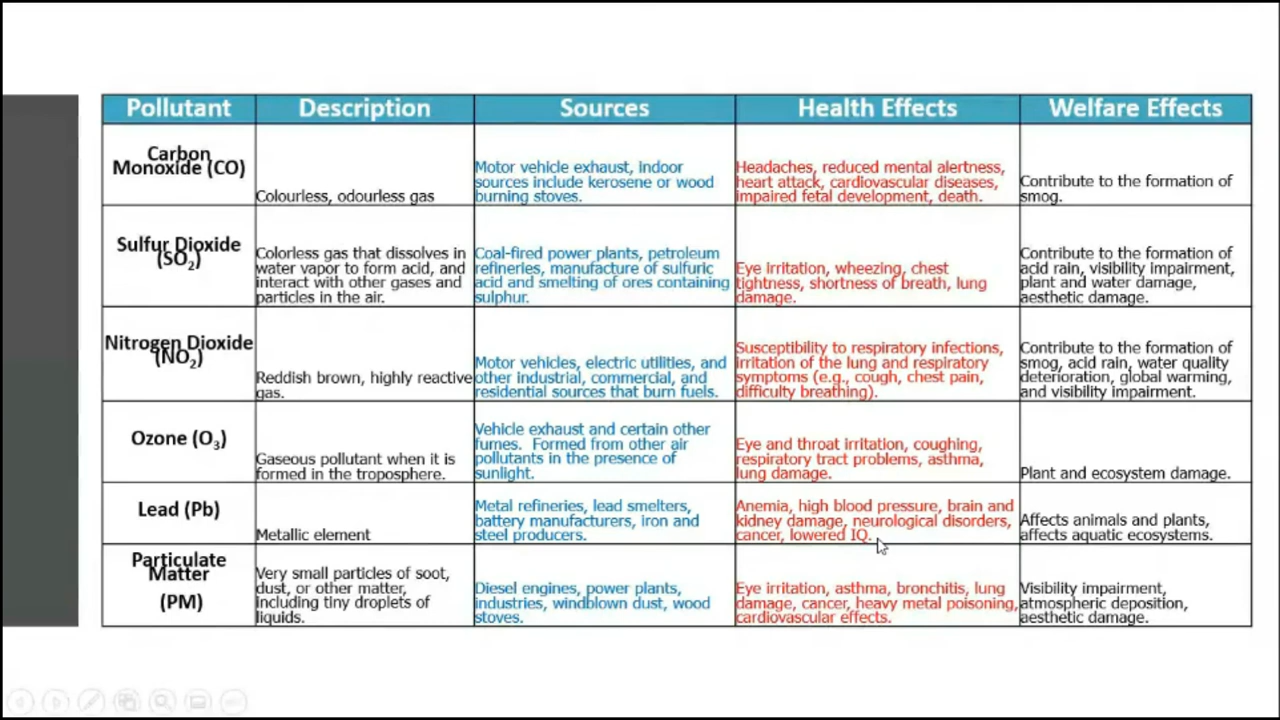 Pollutant Description Sources Health Effects Welfare Effects
Carbon
Monoxide (CO)
Colourless, odourless gas
Motor vehicle exhaust, indoor
sources include kerosene or wood
burning stoves.
Headaches, reduced mental alertness,
heart attack, cardiovascular diseases,
impaired fetal development, death.
Contribute to the formation of
smog.
Sulfur Dioxide
(SO₂)
Colorless gas that dissolves in
water vapor to form acid, and
interact with other gases and
particles in the air.
Coal-fired power plants, petroleum
refineries, manufacture of sulfuric
acid and smelting of ores containing
sulphur.
Eye irritation, wheezing, chest
tightness, shortness of breath, lung
damage.
Contribute to the formation of
acid rain, visibility impairment,
plant and water damage,
aesthetic damage.
Nitrogen Dioxide
(NO₂)
Reddish brown, highly reactive
gas.
Motor vehicles, electric utilities, and
other industrial, commercial, and
residential sources that burn fuels.
Susceptibility to respiratory infections,
irritation of the lung and respiratory
symptoms (e.g., cough, chest pain,
difficulty breathing).
Contribute to the formation of
smog, acid rain, water quality
deterioration, global warming,
and visibility impairment.
Ozone (O₃)
Gaseous pollutant when it is
formed in the troposphere.
Vehicle exhaust and certain other
fumes. Formed from other air
pollutants in the presence of
sunlight.
Eye and throat irritation, coughing,
respiratory tract problems, asthma,
lung damage.
Plant and ecosystem damage.
Lead (Pb)
Metallic element
Metal refineries, lead smelters,
battery manufacturers, iron and
steel producers.
Anemia, high blood pressure, brain and
kidney damage, neurological disorders,
cancer, lowered IQ.
Affects animals and plants,
affects aquatic ecosystems.
Particulate
Matter
(PM)
Very small particles of soot,
dust, or other matter,
including tiny droplets of
liquids.
Diesel engines, power plants,
industries, windblown dust, wood
stoves.
Eye irritation, asthma, bronchitis, lung
damage, cancer, heavy metal poisoning,
cardiovascular effects.
Visibility impairment,
atmospheric deposition,
aesthetic damage.